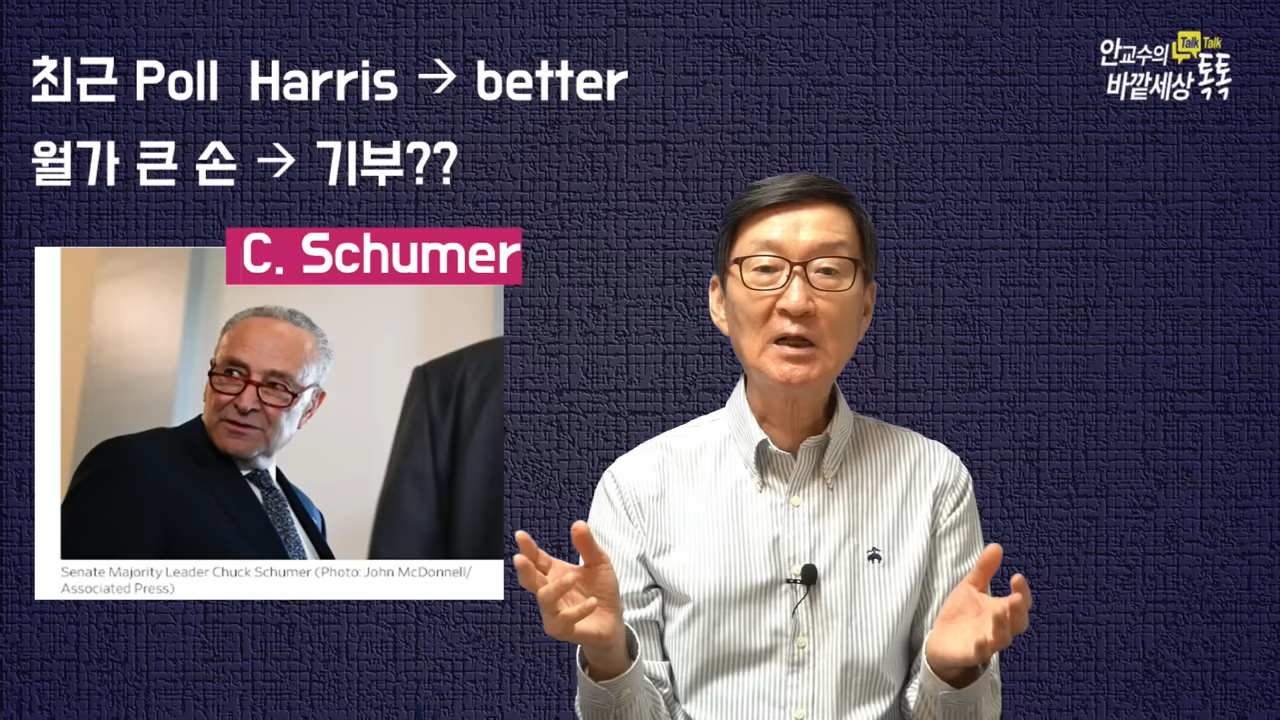 최근 Poll Harris → better
월가 큰 손 → 기부??
C. Schumer
Senate Majority Leader Chuck Schumer (Photo: John McDonnell/
Associated Press)
안교수의 Talk Talk
바깥세상 톡톡